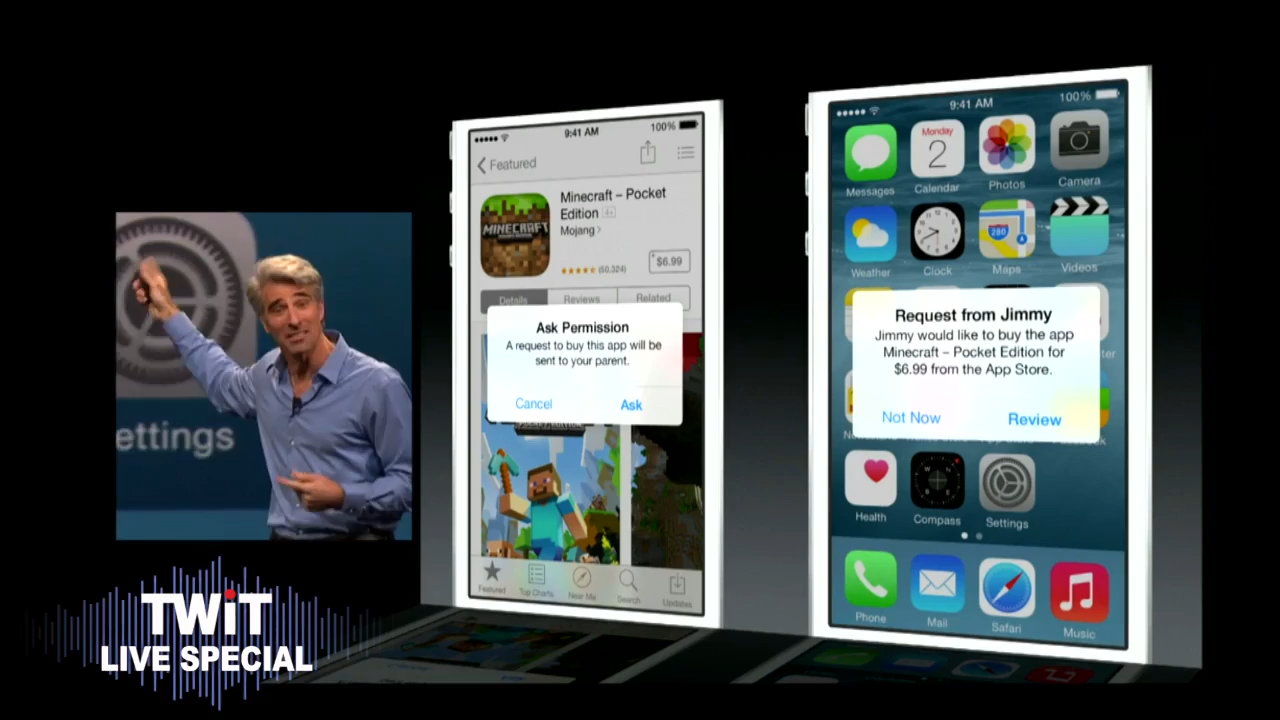 ettings
TWiT
LIVE SPECIAL
9:41 AM
100%
Featured
Minecraft – Pocket
Edition 4+
Mojang
MINECRAFT
$6.99
(50,324)
Details
Reviews
Related
Ask Permission
A request to buy this app will be
sent to your parent.
Cancel
Ask
Featured
Top Charts
Near Me
Search
Updates
9:41 AM
100%
Monday
2
Messages
Calendar
Photos
Camera
280
Weather
Clock
Maps
Videos
Request from Jimmy
Jimmy would like to buy the app
Minecraft – Pocket Edition for
$6.99 from the App Store.
Not Now
Review
Health
Compass
Settings
Phone
Mail
Safari
Music